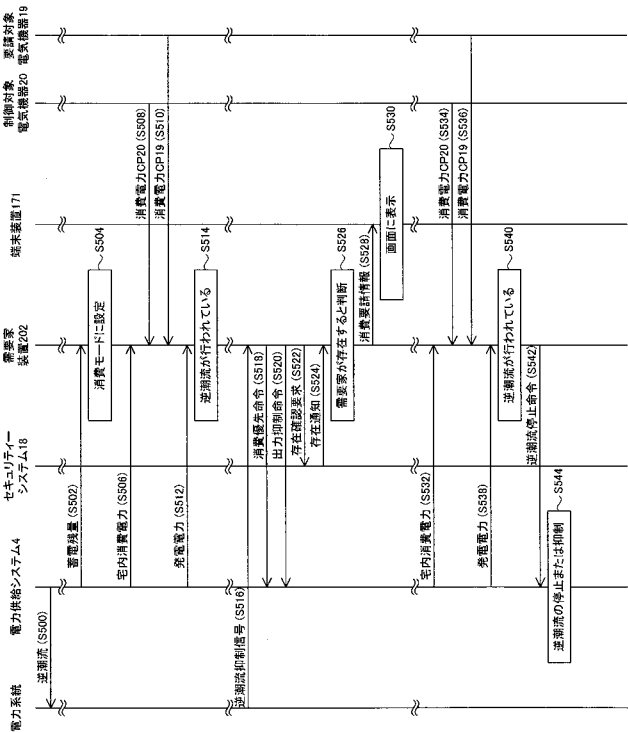 電力系統
電力供給システム4
セキュリティー
システム18
需要家
装置202
端末装置171
制御対象
電気機器20
要請対象
電気機器19
逆潮流(S500)
蓄電残量(S502)
消費モードに設定
S504
宅内消費電力(S506)
消費電力CP20(S508)
消費電力CP19(S510)
発電電力(S512)
逆潮流が行われている
S514
逆潮流抑制信号(S516)
消費優先命令(S518)
出力抑制命令(S520)
存在確認要求(S522)
存在通知(S524)
需要家が存在すると判断
S526
消費要請情報(S528)
画面に表示
S530
宅内消費電力(S532)
消費電力CP20(S534)
消費電力CP19(S536)
発電電力(S538)
逆潮流が行われている
S540
逆潮流停止命令(S542)
逆潮流の停止または抑制
S544